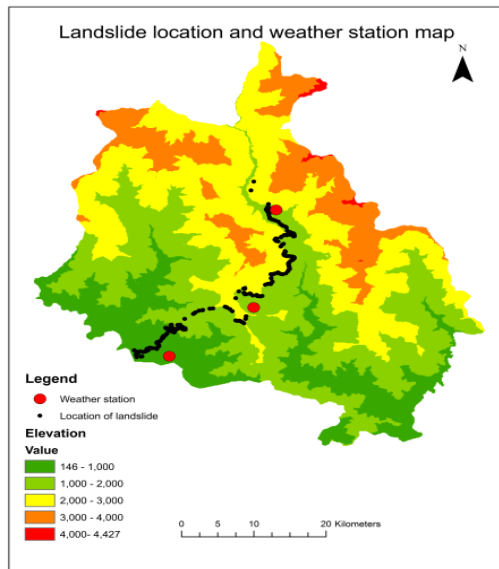 Landslide location and weather station map
N
Legend
Weather station
Location of landslide
Elevation
Value
146 - 1,000
1,000 - 2,000
2,000 - 3,000
3,000 - 4,000
4,000- 4,427
0 5 10 20 Kilometers